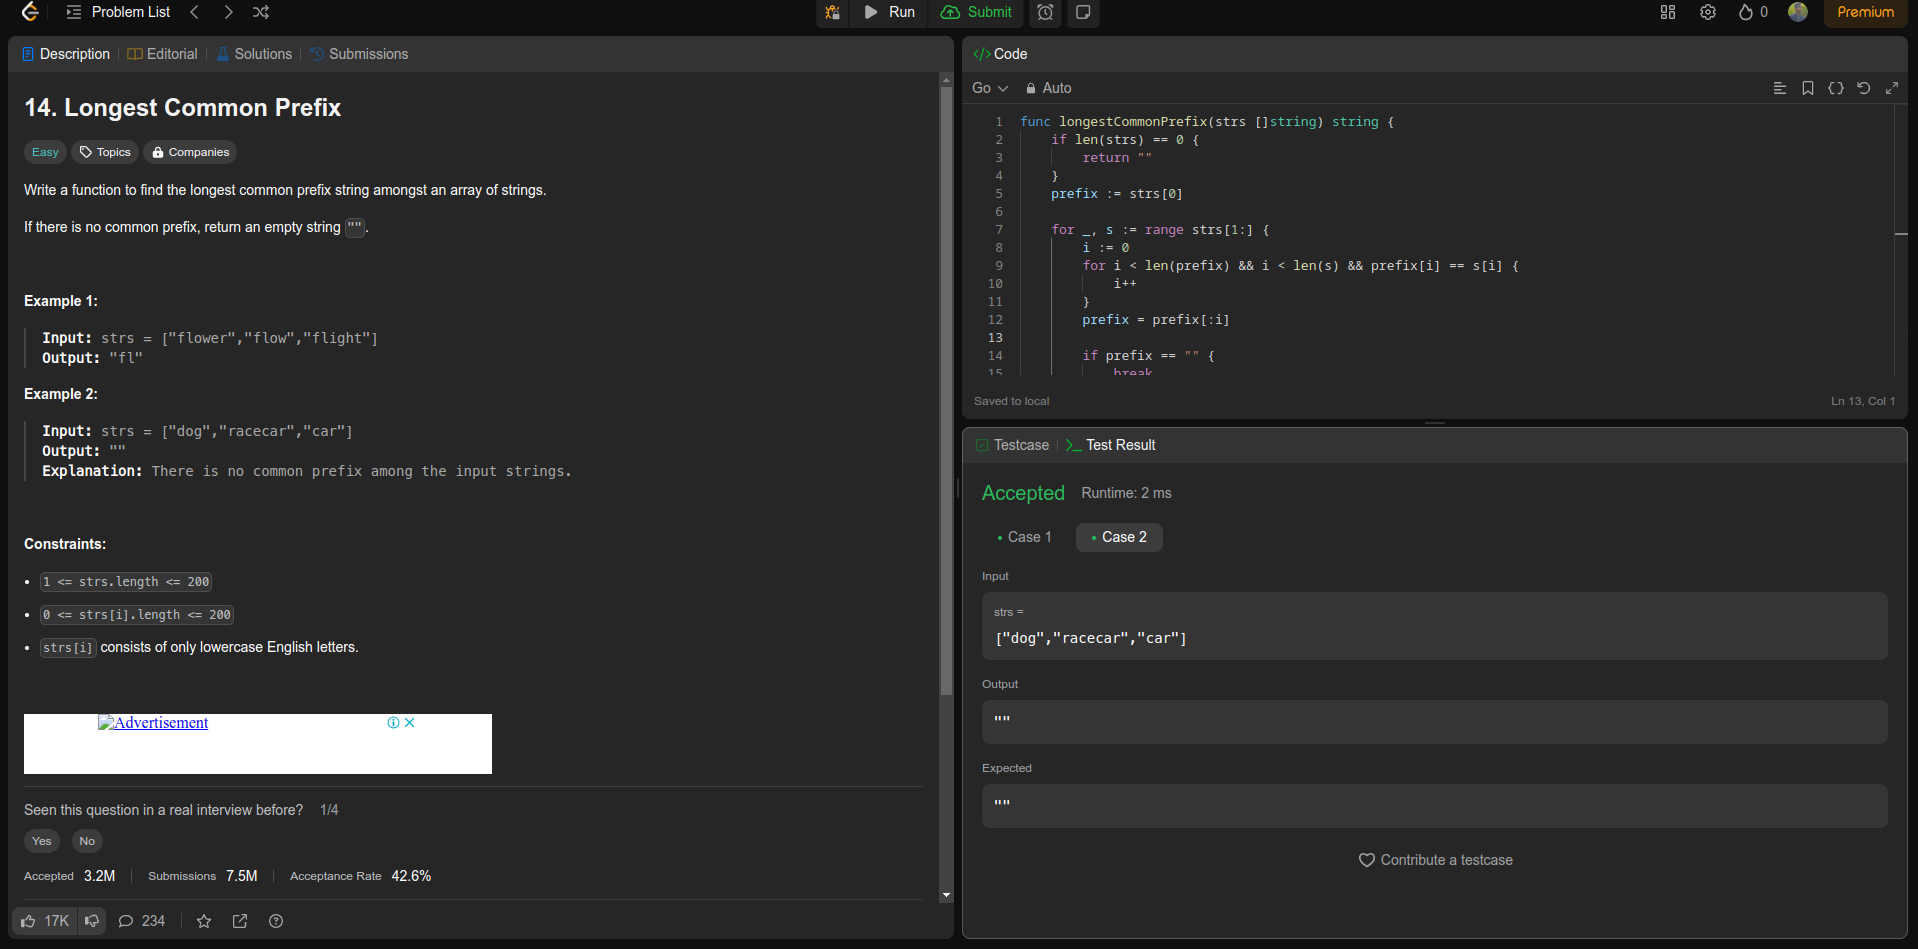 Problem List
Run
Submit
0
Premium
Description
Editorial
Solutions
Submissions
14. Longest Common Prefix
Easy
Topics
Companies
Write a function to find the longest common prefix string amongst an array of strings.
If there is no common prefix, return an empty string "".
Example 1:
Input: strs = ["flower","flow","flight"]
Output: "fl"
Example 2:
Input: strs = ["dog","racecar","car"]
Output: ""
Explanation: There is no common prefix among the input strings.
Constraints:
• 1 <= strs.length <= 200
• 0 <= strs[i].length <= 200
• strs[i] consists of only lowercase English letters.
Advertisement
Seen this question in a real interview before? 1/4
Yes
No
Accepted 3.2M
Submissions 7.5M
Acceptance Rate 42.6%
17K
234
</> Code
Go
Auto
1 func longestCommonPrefix(strs []string) string {
2     if len(strs) == 0 {
3         return ""
4     }
5     prefix := strs[0]
6
7     for _, s := range strs[1:] {
8         i := 0
9         for i < len(prefix) && i < len(s) && prefix[i] == s[i] {
10             i++
11         }
12         prefix = prefix[:i]
13
14         if prefix == "" {
15             break
Saved to local
Ln 13, Col 1
Testcase
Test Result
Accepted
Runtime: 2 ms
• Case 1
• Case 2
Input
strs =
["dog","racecar","car"]
Output
""
Expected
""
Contribute a testcase